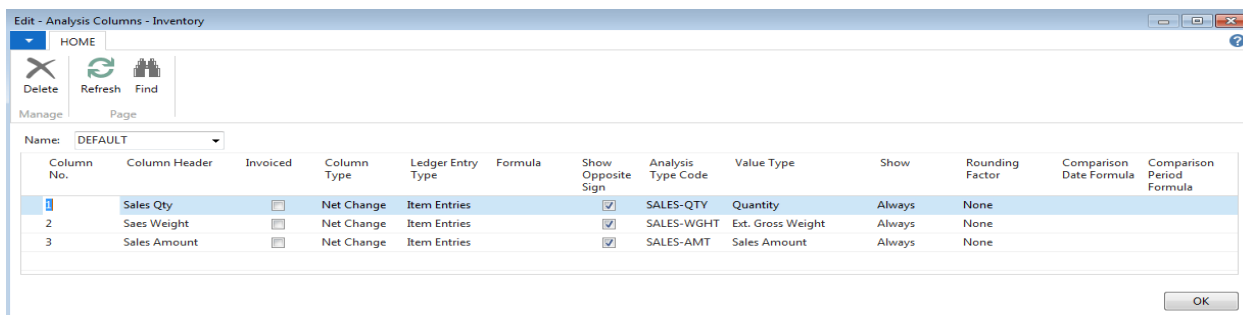 Edit - Analysis Columns - Inventory
HOME
Delete Refresh Find
Manage Page
Name: DEFAULT
Column No. Column Header Invoiced Column Type Ledger Entry Type Formula Show Opposite Sign Analysis Type Code Value Type Show Rounding Factor Comparison Date Formula Comparison Period Formula
1 Sales Qty Net Change Item Entries SALES-QTY Quantity Always None
2 Saes Weight Net Change Item Entries SALES-WGHT Ext. Gross Weight Always None
3 Sales Amount Net Change Item Entries SALES-AMT Sales Amount Always None
OK